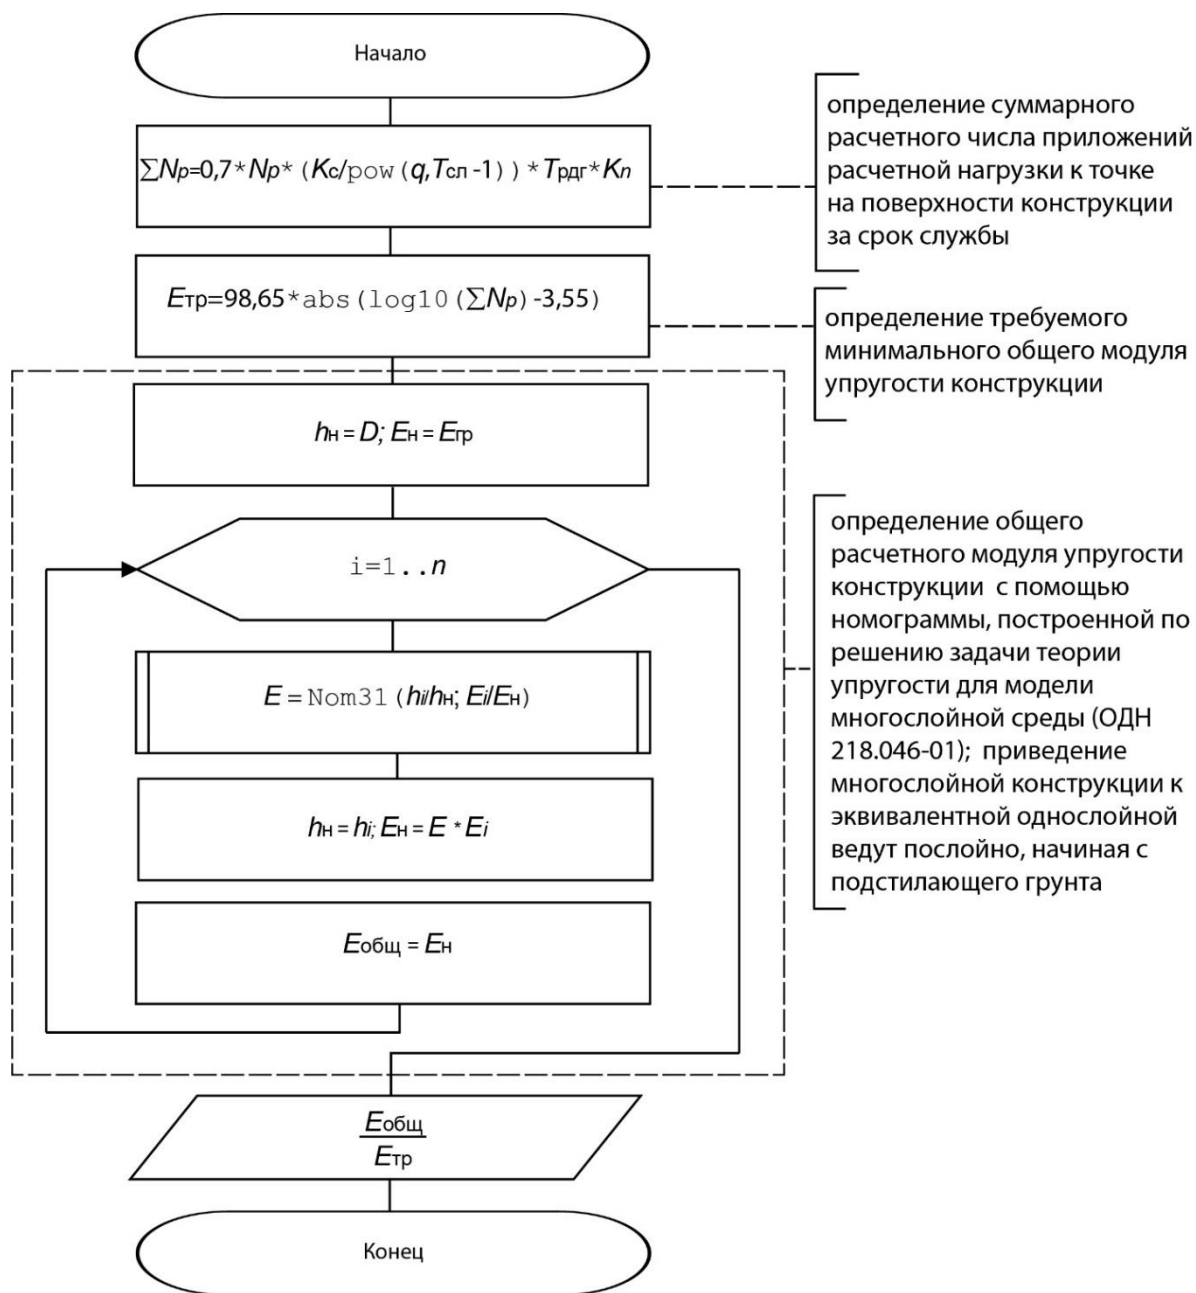 Начало
∑Np=0,7*Np*(Kс/pow(q,Tсл-1))*Tрдг*Kn
определение суммарного
расчетного числа приложений
расчетной нагрузки к точке
на поверхности конструкции
за срок службы
Eтр=98,65*abs(log10(∑Np)-3,55)
определение требуемого
минимального общего модуля
упругости конструкции
hн = D; Eн = Eгр
i=1..n
E = Nom31(hi/hн; Ei/Eн)
hн = hi; Eн = E * Ei
Eобщ = Eн
определение общего
расчетного модуля упругости
конструкции с помощью
номограммы, построенной по
решению задачи теории
упругости для модели
многослойной среды (ОДН
218.046-01); приведение
многослойной конструкции к
эквивалентной однослойной
ведут послойно, начиная с
подстилающего грунта
Eобщ
Eтр
Конец